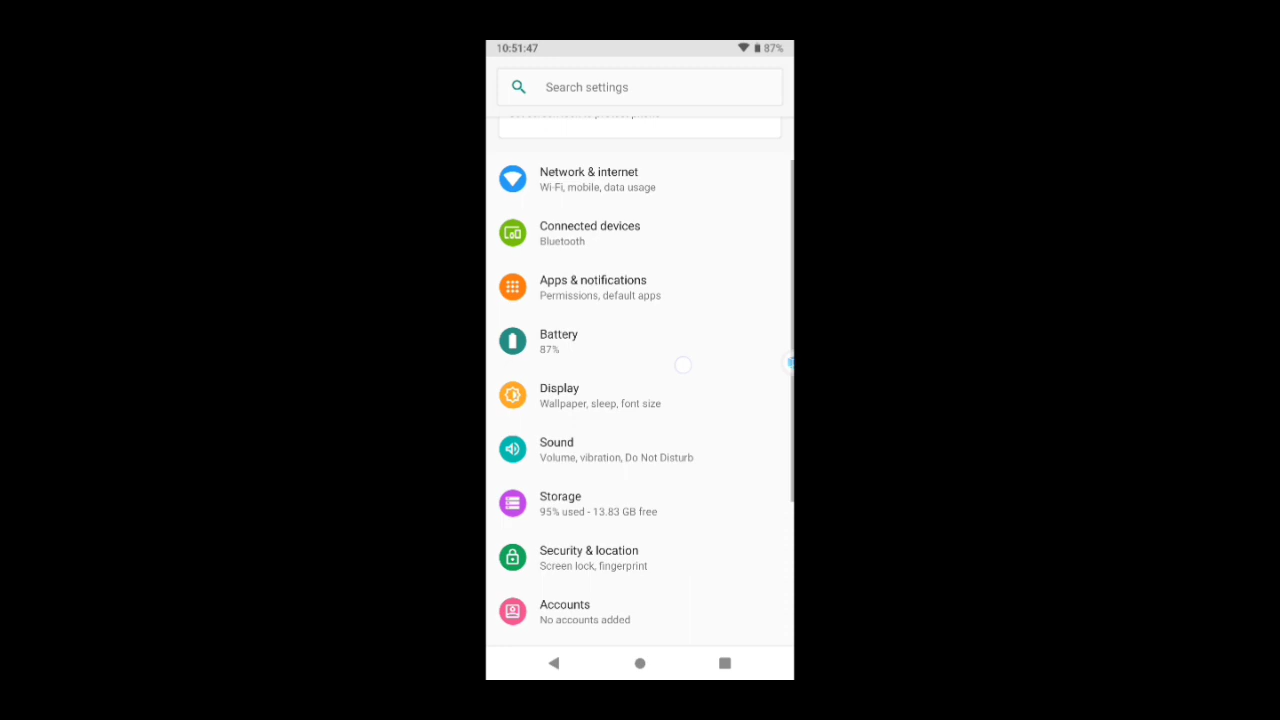 10:51:47
87%
Search settings
Network & internet
Wi-Fi, mobile, data usage
Connected devices
Bluetooth
Apps & notifications
Permissions, default apps
Battery
87%
Display
Wallpaper, sleep, font size
Sound
Volume, vibration, Do Not Disturb
Storage
95% used - 13.83 GB free
Security & location
Screen lock, fingerprint
Accounts
No accounts added